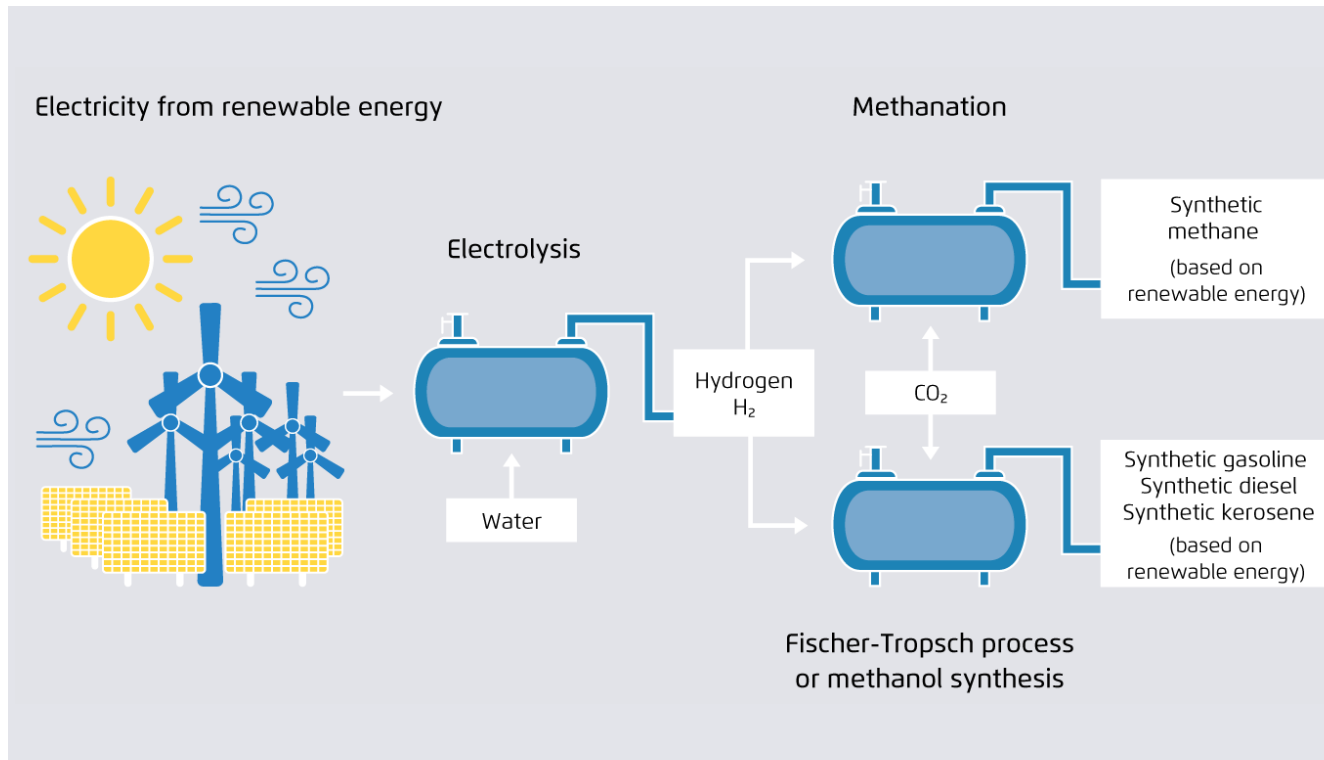 Electricity from renewable energy
Methanation
Electrolysis
Synthetic
methane
(based on
renewable energy)
Hydrogen
H₂
CO₂
Water
Synthetic gasoline
Synthetic diesel
Synthetic kerosene
(based on
renewable energy)
Fischer-Tropsch process
or methanol synthesis